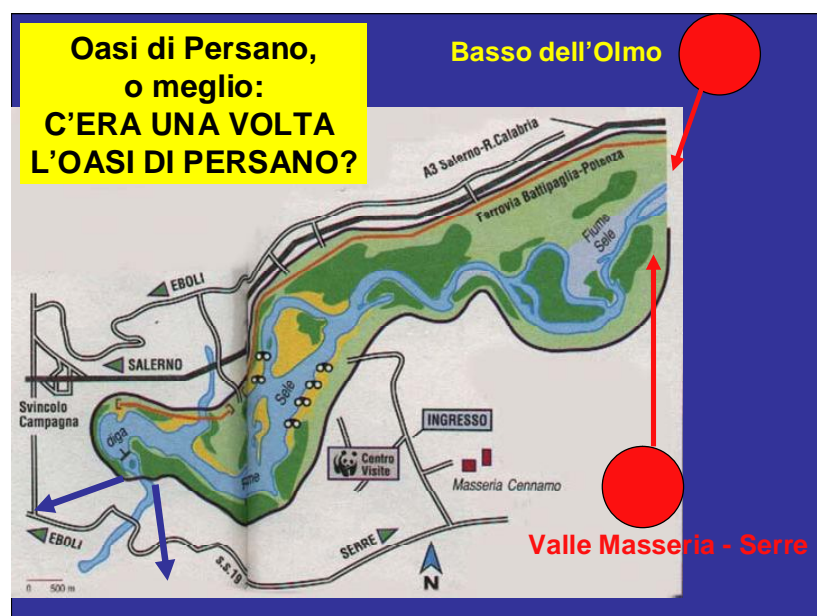 Oasi di Persano,
o meglio:
C'ERA UNA VOLTA
L'OASI DI PERSANO?
Basso dell'Olmo
A3 Salerno-R.Calabria
Ferrovia Battipaglia-Potenza
Fiume
Sele
EBOLI
SALERNO
Svincolo
Campagna
diga
Sele
Fiume
INGRESSO
Centro
Visite
Masseria Cennamo
Valle Masseria - Serre
EBOLI
s.s.19
SERRE
N
0 500 m